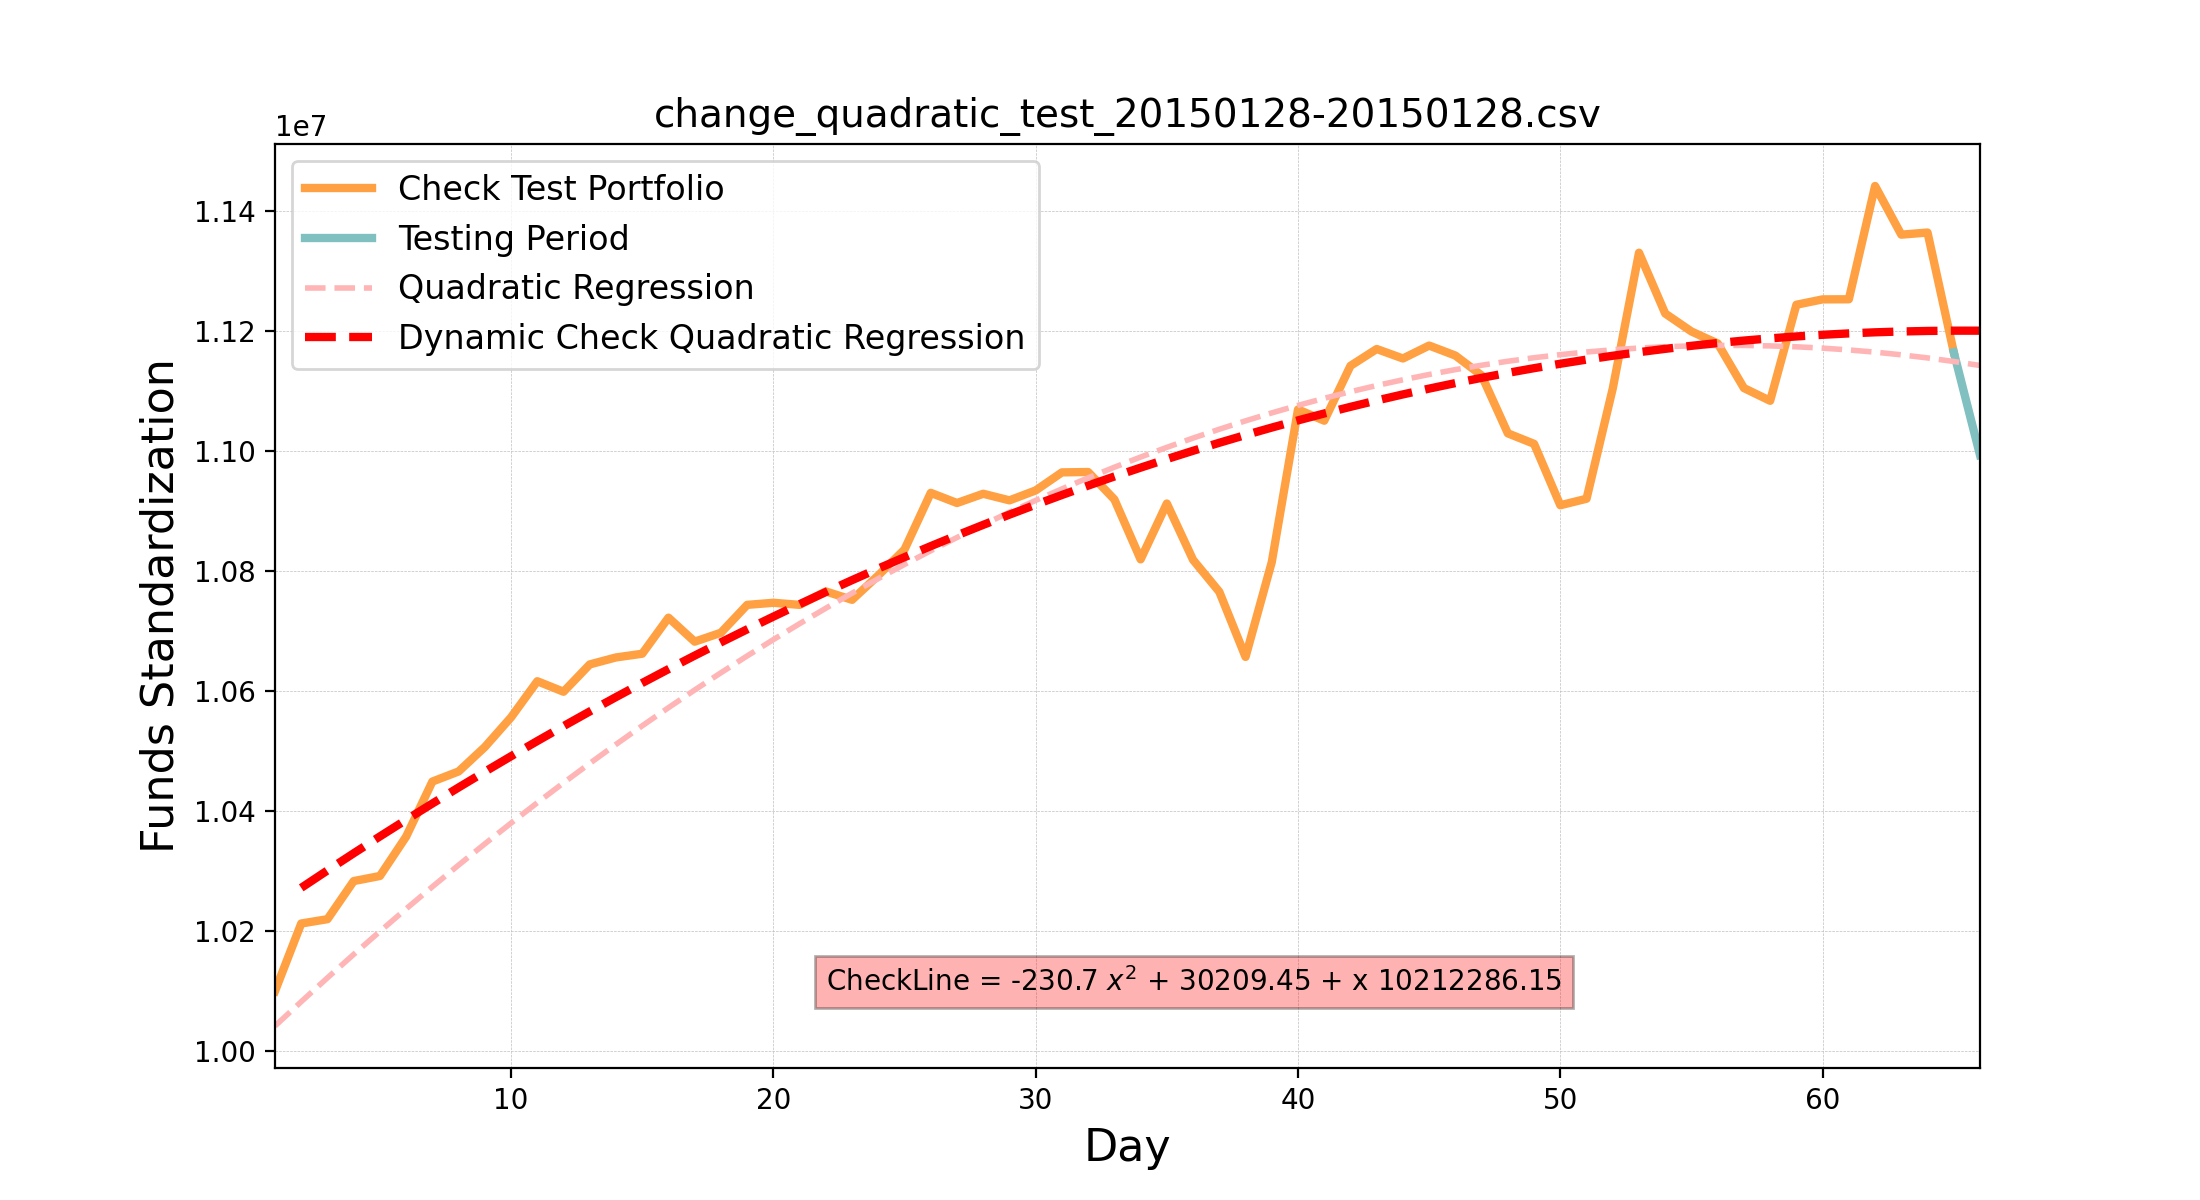 change_quadratic_test_20150128-20150128.csv
1e7
Check Test Portfolio
Testing Period
Quadratic Regression
Dynamic Check Quadratic Regression
1.14
1.12
1.10
1.08
1.06
1.04
1.02
1.00
Funds Standardization
CheckLine = -230.7 x² + 30209.45 + x 10212286.15
10 20 30 40 50 60
Day